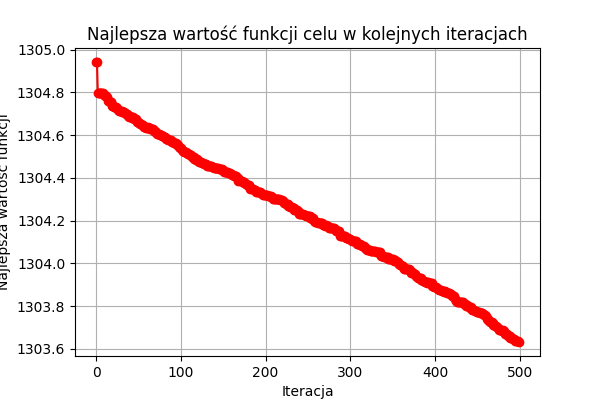 Najlepsza wartość funkcji celu w kolejnych iteracjach
Najlepsza wartość funkcji
1305.0
1304.8
1304.6
1304.4
1304.2
1304.0
1303.8
1303.6
0 100 200 300 400 500
Iteracja